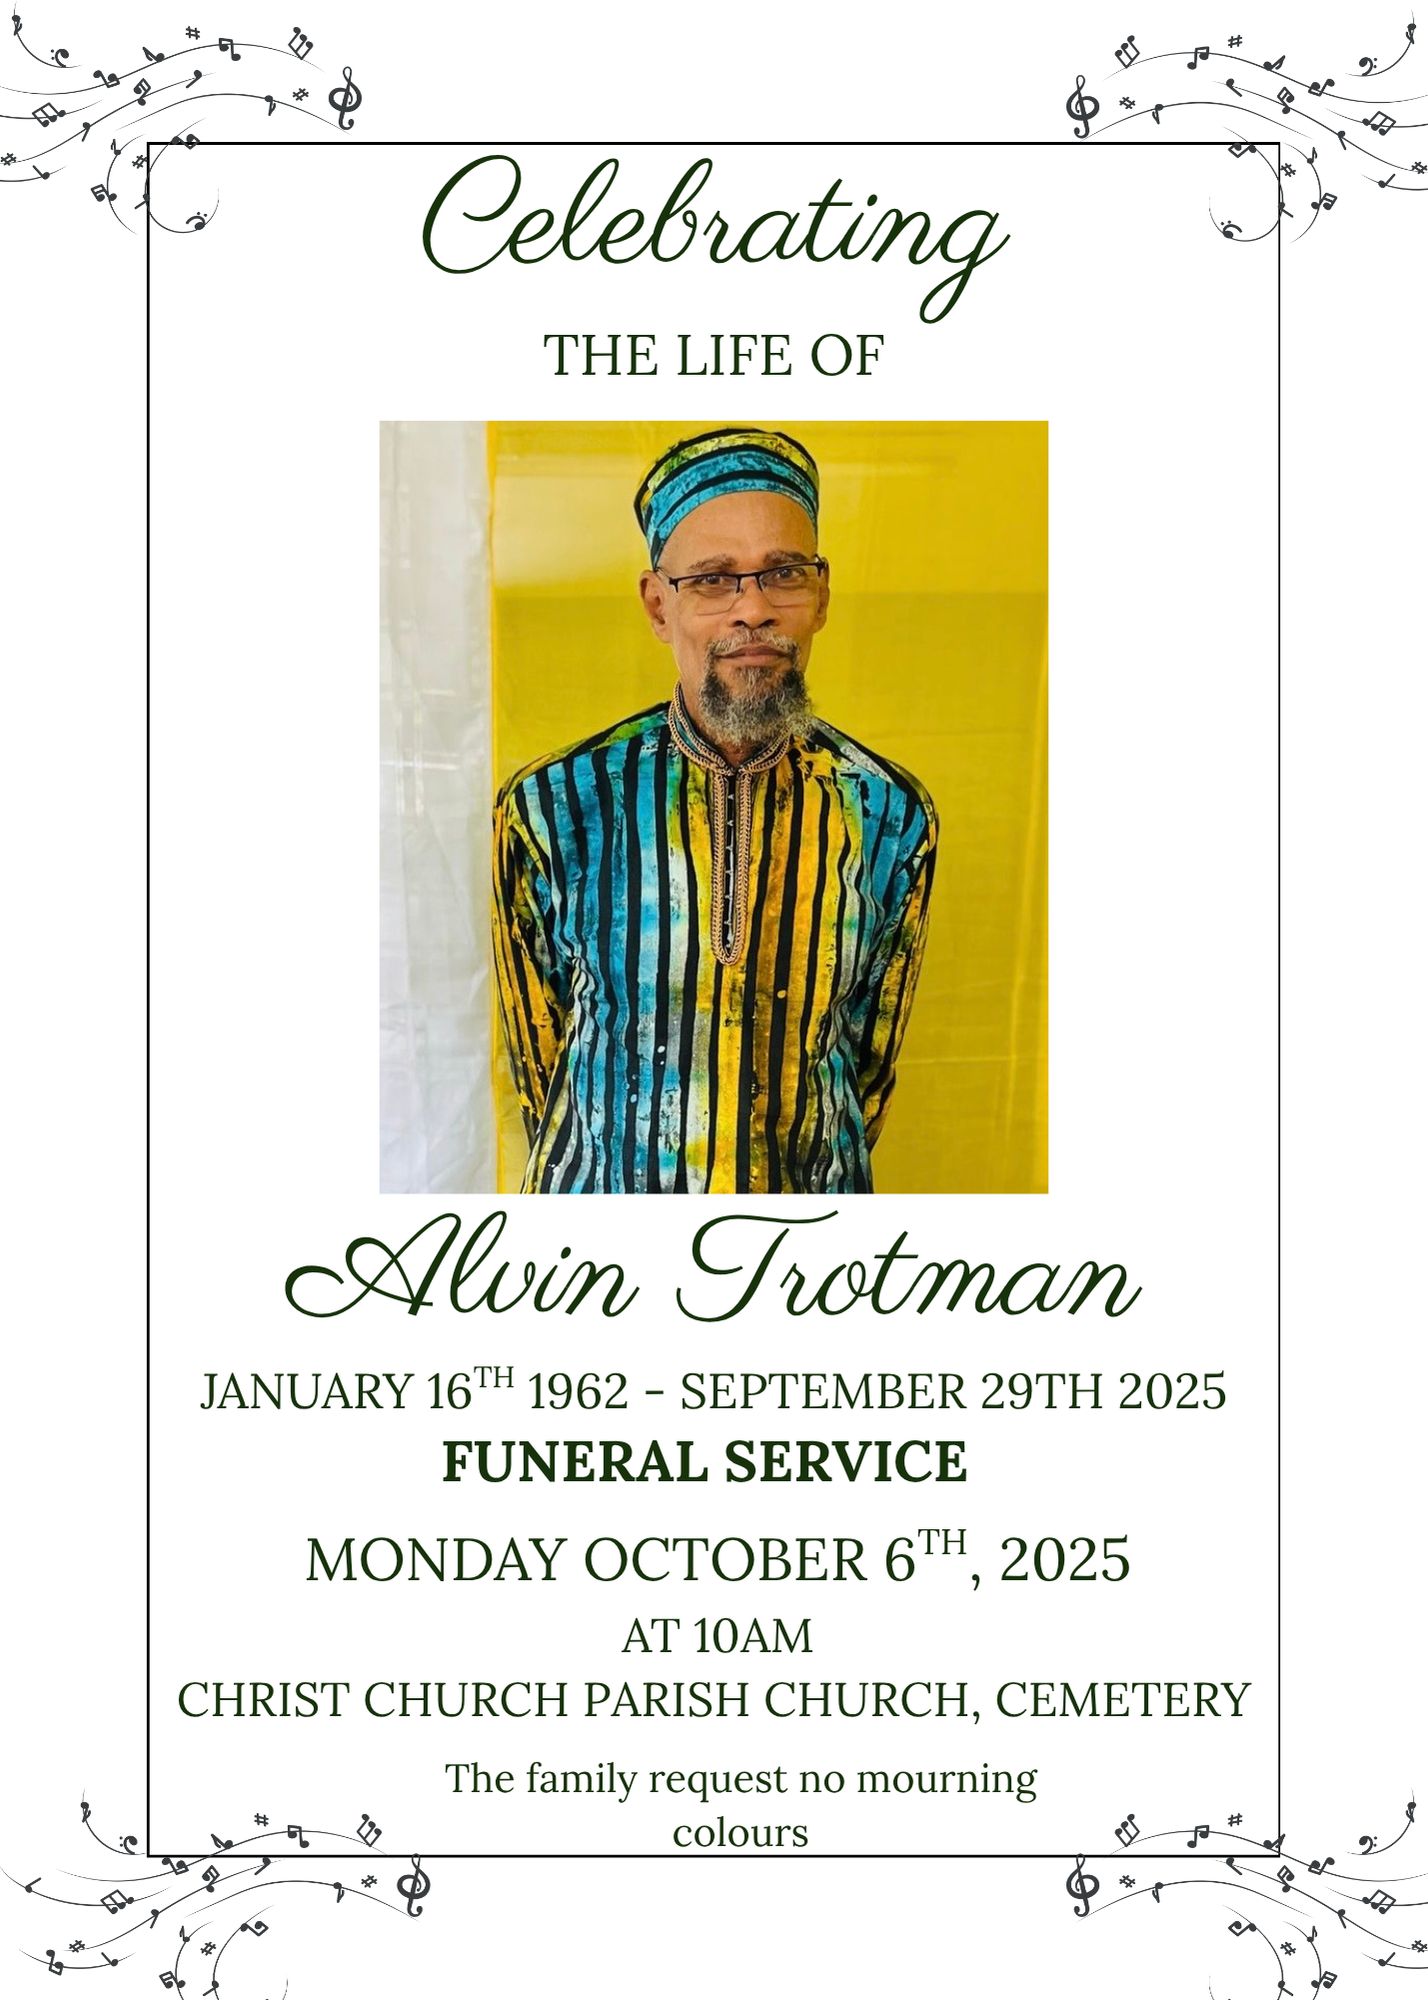 Celebrating
THE LIFE OF
Alvin Trotman
JANUARY 16TH 1962 - SEPTEMBER 29TH 2025
FUNERAL SERVICE
MONDAY OCTOBER 6TH, 2025
AT 10AM
CHRIST CHURCH PARISH CHURCH, CEMETERY
The family request no mourning
colours